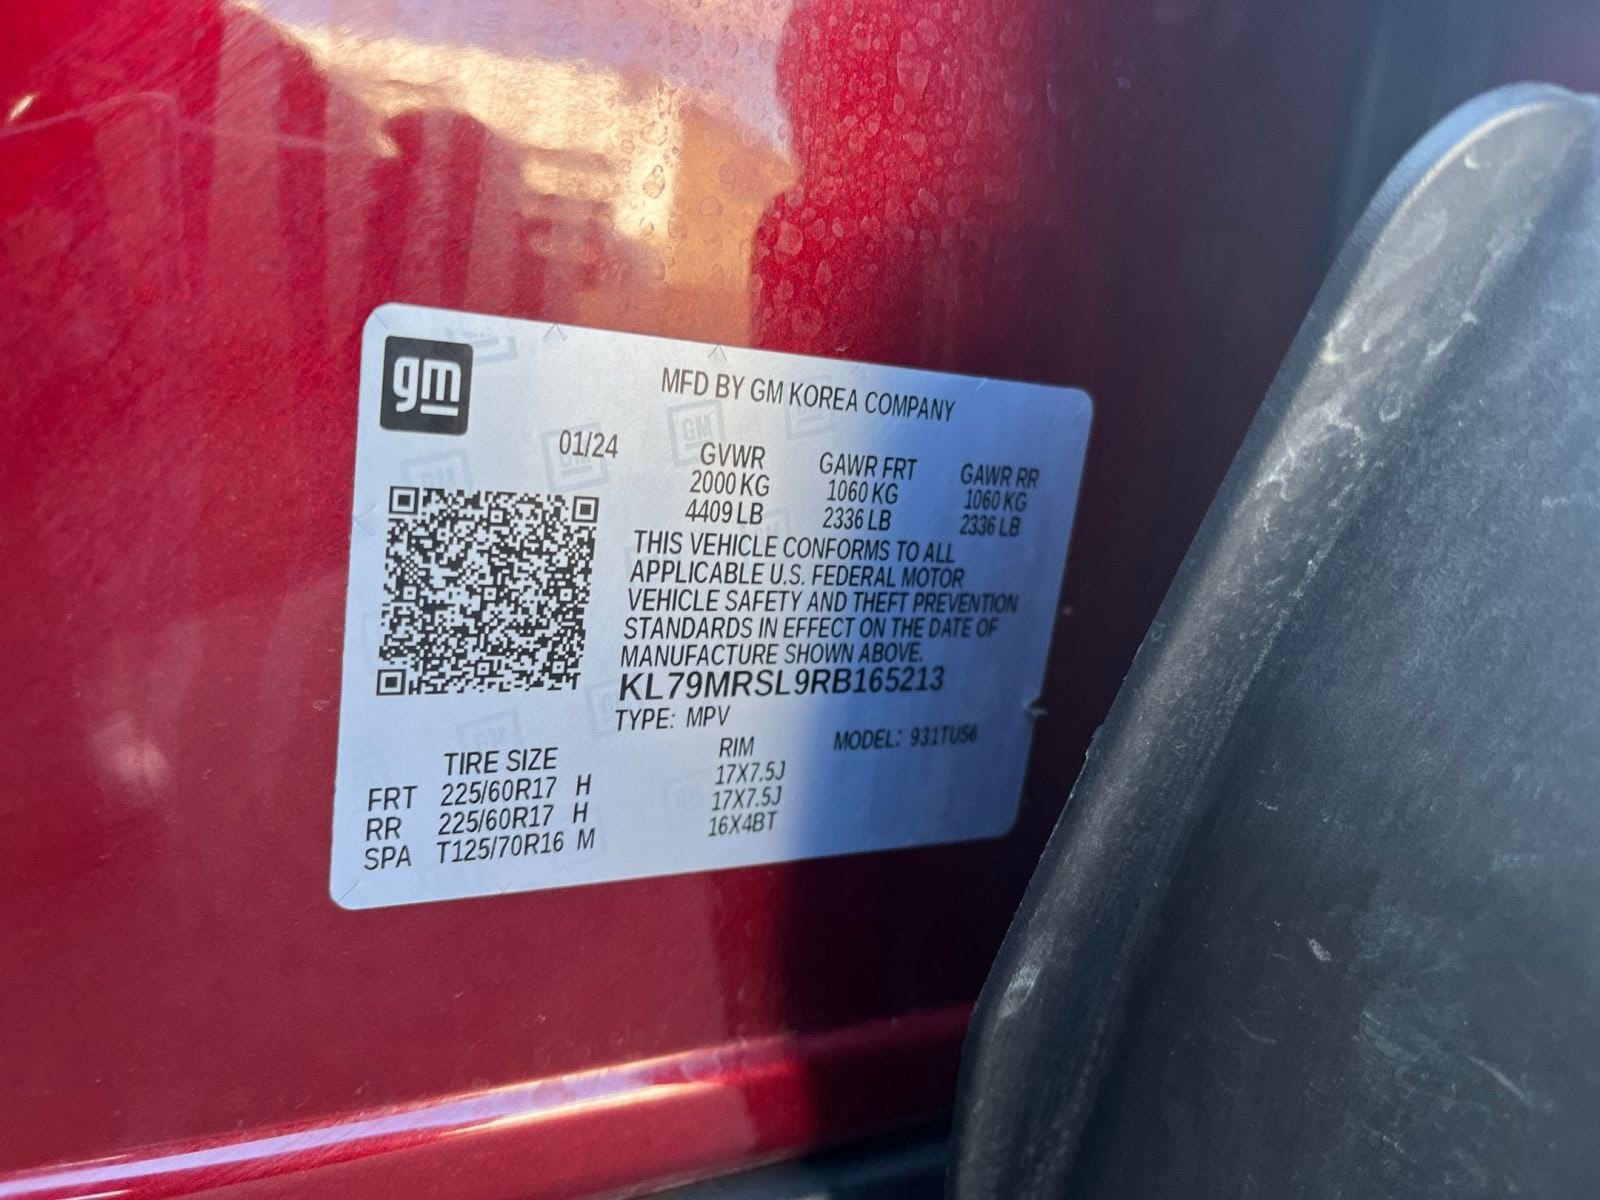 gm
MFD BY GM KOREA COMPANY
01/24 GVWR GAWR FRT GAWR RR
2000 KG 1060 KG 1060 KG
4409 LB 2336 LB 2336 LB
THIS VEHICLE CONFORMS TO ALL
APPLICABLE U.S. FEDERAL MOTOR
VEHICLE SAFETY AND THEFT PREVENTION
STANDARDS IN EFFECT ON THE DATE OF
MANUFACTURE SHOWN ABOVE.
KL79MRSL9RB165213
TYPE: MPV MODEL: 931TU56
TIRE SIZE RIM
FRT 225/60R17 H 17X7.5J
RR 225/60R17 H 17X7.5J
SPA T125/70R16 M 16X4BT